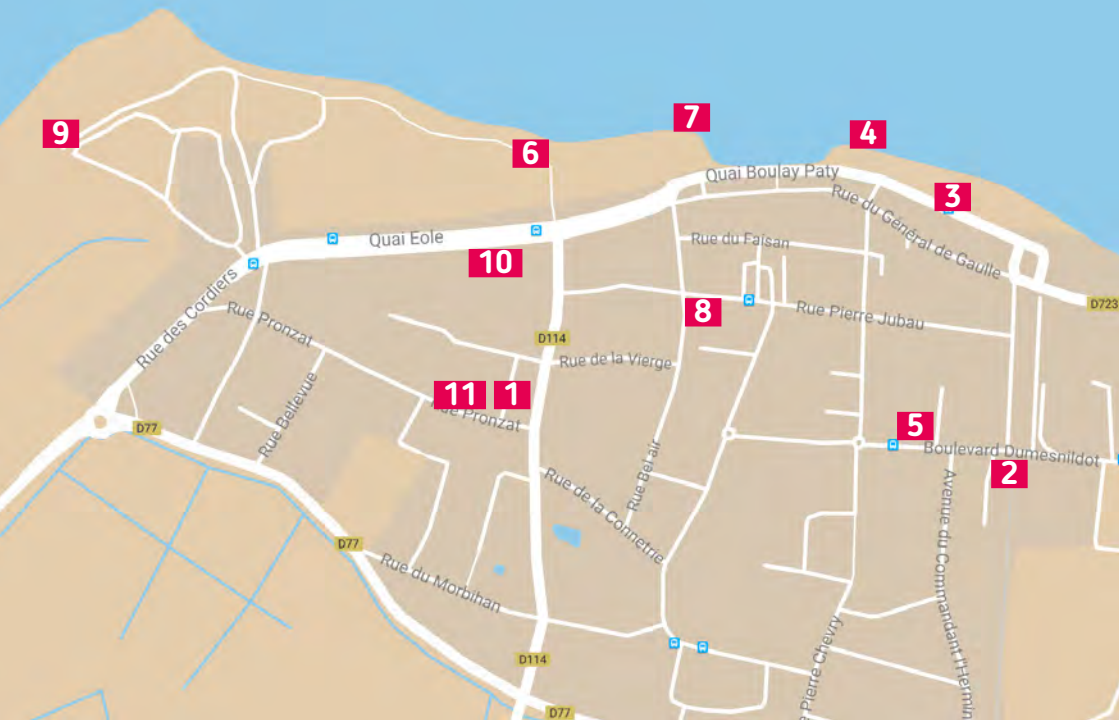 7
4
9
6
Quai Boulay Paty
3
Rue du Général de Gaulle
Quai Eole
Rue du Faisan
10
Rue des Cordiers
D723
8
Rue Pierre Jubau
Rue Pronzat
D114
Rue de la Vierge
11
1
Rue Bellevue
Pronzat
D77
5
Boulevard Dumesnildot
2
Rue Bel air
Rue de la Connetrie
Avenue du Commandant l'Hermin
D77
Rue du Morbihan
Pierre Chevry
D114
D77